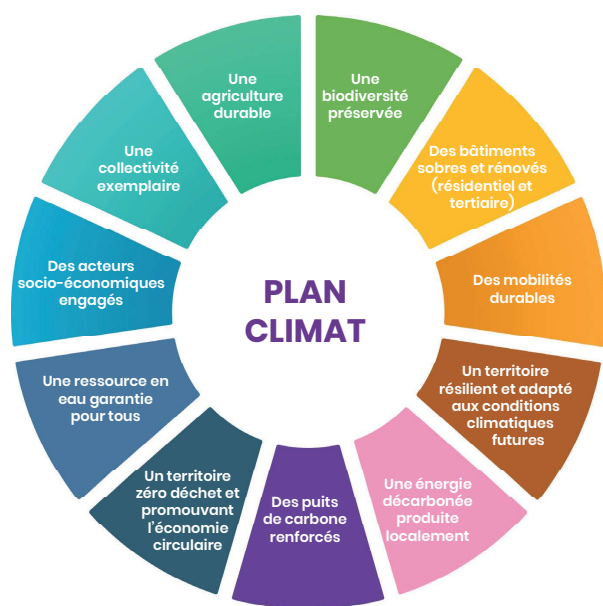 PLAN
CLIMAT
Une
biodiversité
préservée
Des bâtiments
sobres et rénovés
(résidentiel et
tertiaire)
Des mobilités
durables
Un territoire
résilient et adapté
aux conditions
climatiques
futures
Une énergie
décarbonée
produite
localement
Des puits
de carbone
renforcés
Un territoire
zéro déchet et
promouvant
l'économie
circulaire
Une ressource en
eau garantie
pour tous
Des acteurs
socio-économiques
engagés
Une
collectivité
exemplaire
Une
agriculture
durable